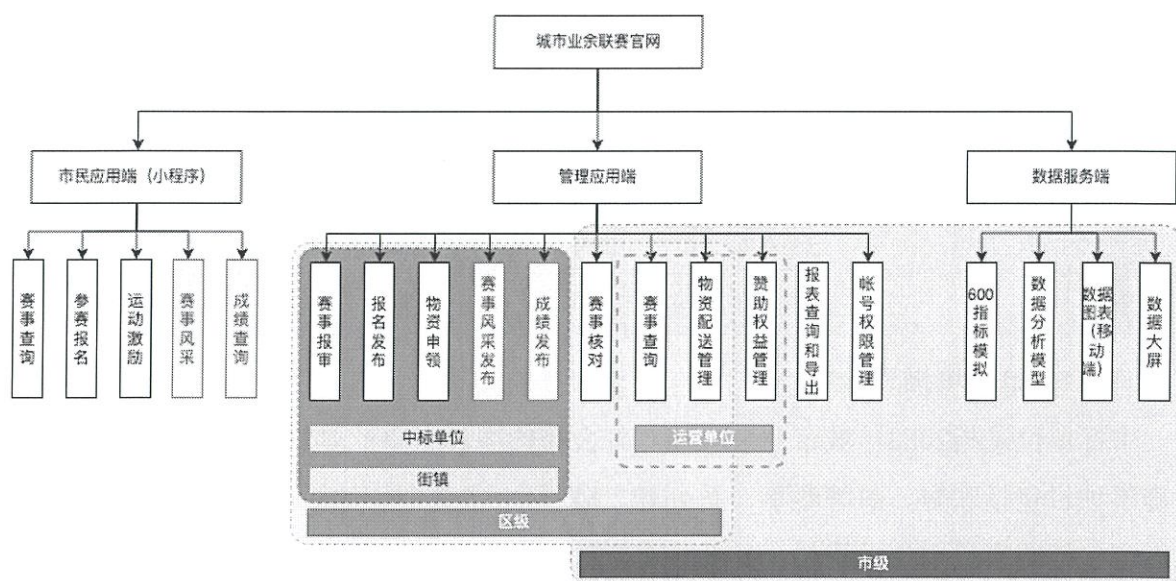 城市业余联赛官网
市民应用端（小程序）
管理应用端
数据服务端
赛事查询
参赛报名
运动激励
赛事风采
成绩查询
赛事报审
报名发布
物资申领
赛事风采发布
成绩发布
赛事核对
赛事查询
物资配送管理
赞助权益管理
报表查询和导出
帐号权限管理
600指标模拟
数据分析模型
数据图表（移动端）
数据大屏
中标单位
运营单位
街镇
区级
市级